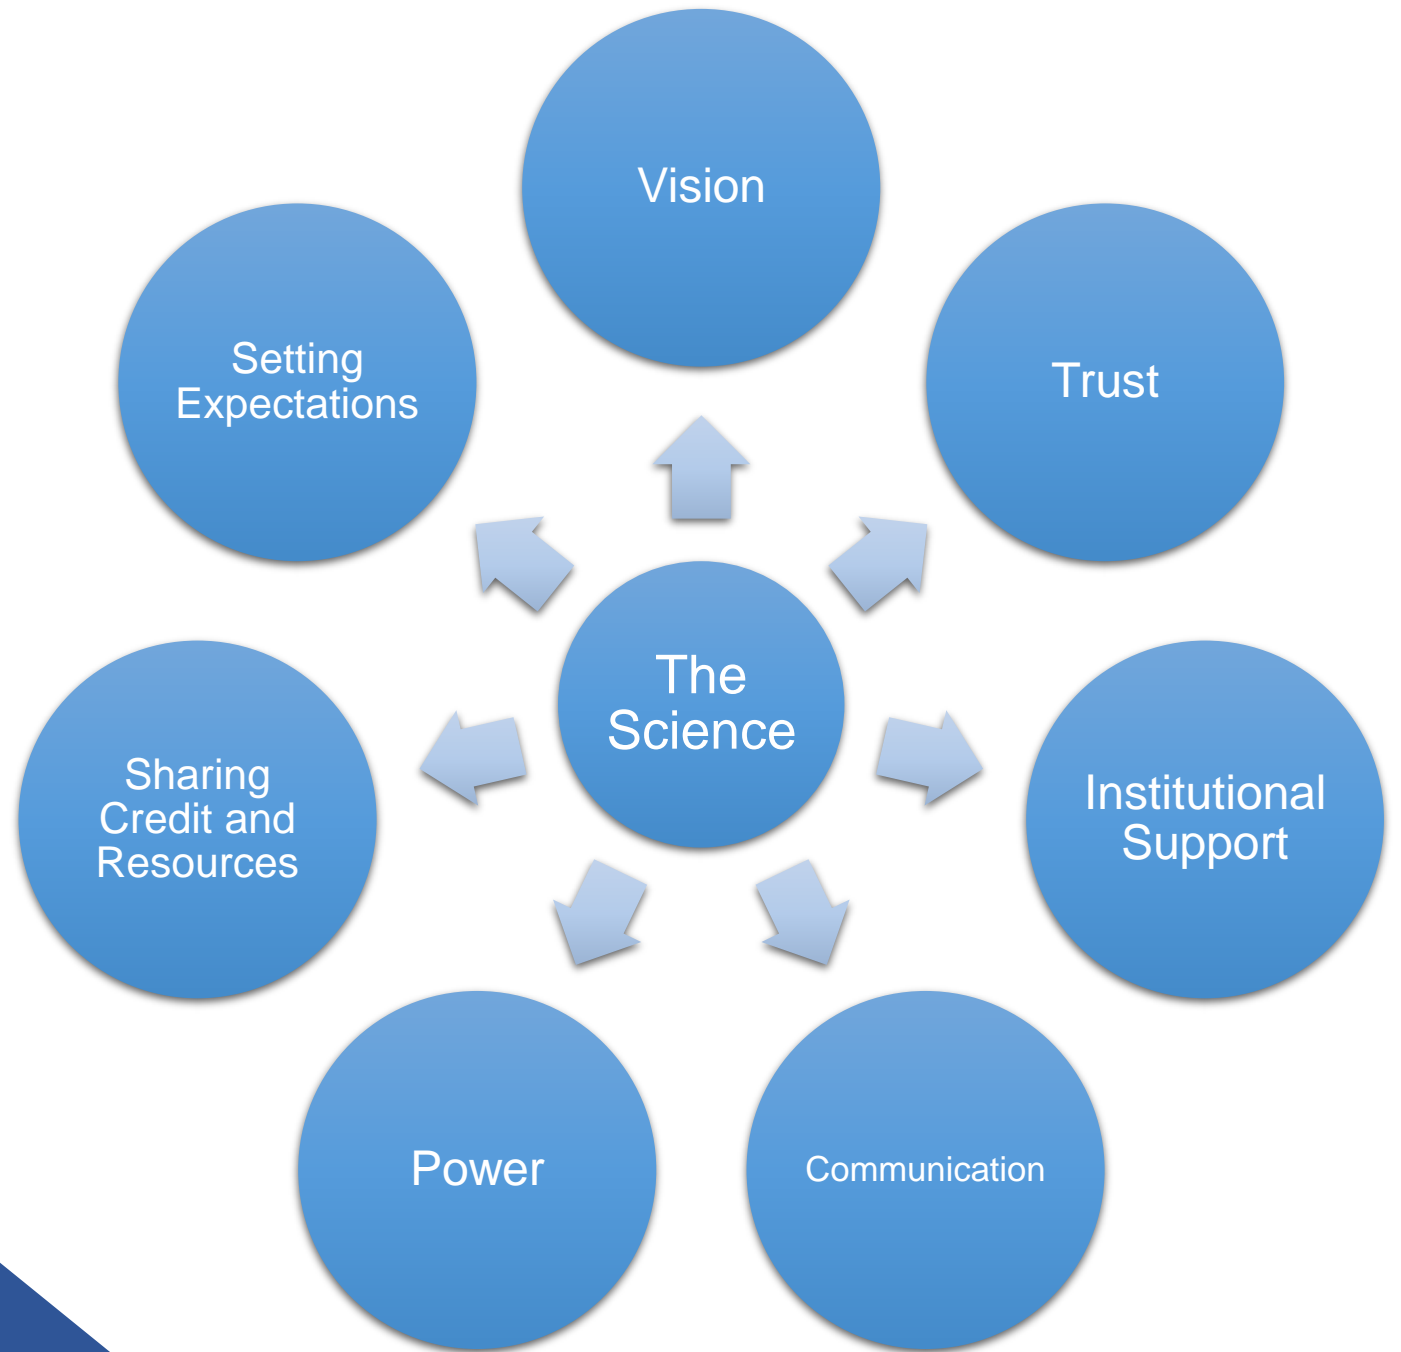 Vision
Setting
Expectations
Trust
The
Science
Sharing
Credit and
Resources
Institutional
Support
Power
Communication